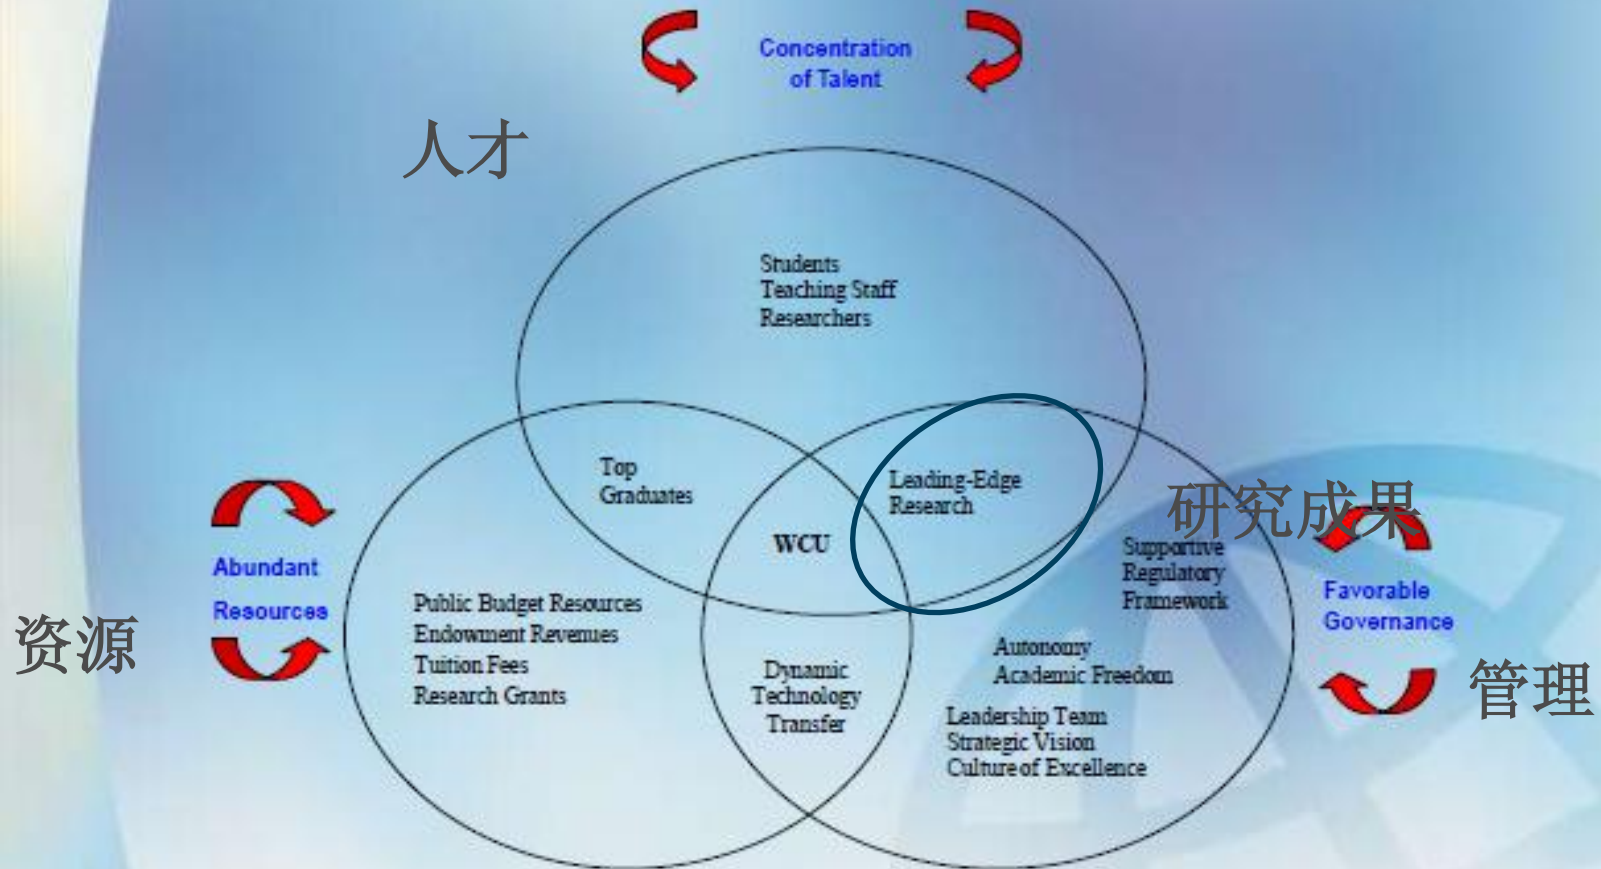 Concentration
of Talent
人才
Students
Teaching Staff
Researchers
Top
Graduates
Leading-Edge
Research
研究成果
WCU
Supportive
Regulatory
Framework
Abundant
Resources
资源
Favorable
Governance
管理
Public Budget Resources
Endowment Revenues
Tuition Fees
Research Grants
Dynamic
Technology
Transfer
Autonomy
Academic Freedom
Leadership Team
Strategic Vision
Culture of Excellence